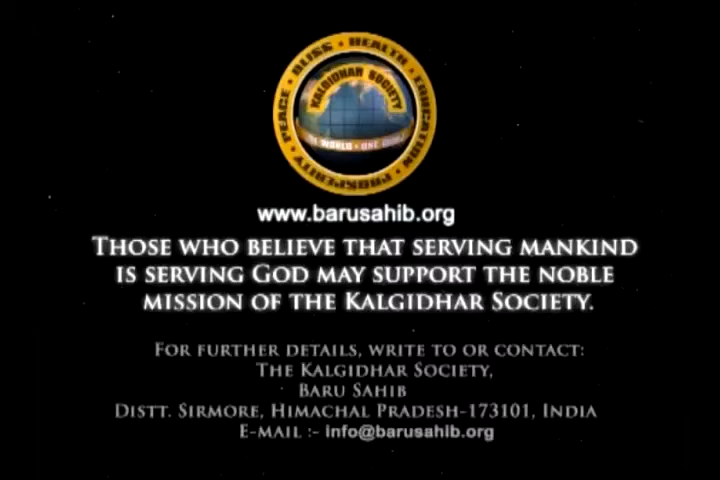 PEACE • BLISS • HEALTH • EDUCATION • PROSPERITY
KALGIDHAR SOCIETY
WORLD • ONE
www.barusahib.org
THOSE WHO BELIEVE THAT SERVING MANKIND
IS SERVING GOD MAY SUPPORT THE NOBLE
MISSION OF THE KALGIDHAR SOCIETY.
FOR FURTHER DETAILS, WRITE TO OR CONTACT:
THE KALGIDHAR SOCIETY,
BARU SAHIB
DISTT. SIRMORE, HIMACHAL PRADESH-173101, INDIA
E-MAIL :- info@barusahib.org